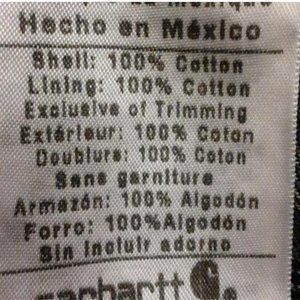 Hecho en México
Shell: 100% Cotton
Lining: 100% Cotton
Exclusive of Trimming
Extérieur: 100% Coton
Doublure: 100% Coton
Sans garniture
Armazón: 100% Algodón
Forro: 100%Algodón
Sin incluir adorno
carhartt